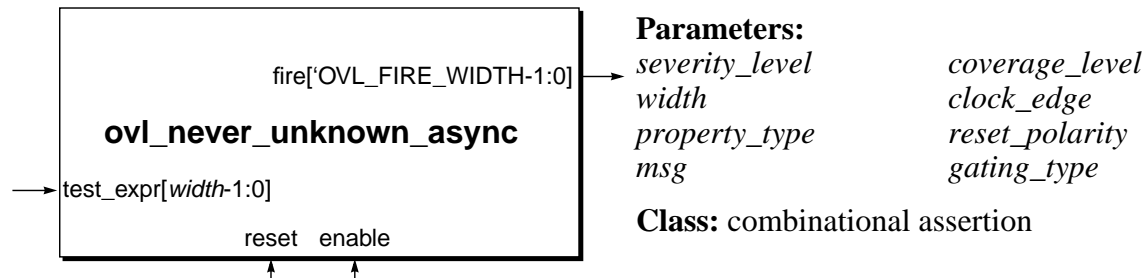 fire[‘OVL_FIRE_WIDTH-1:0]
ovl_never_unknown_async
test_expr[width-1:0]
reset enable
Parameters:
severity_level coverage_level
width clock_edge
property_type reset_polarity
msg gating_type
Class: combinational assertion